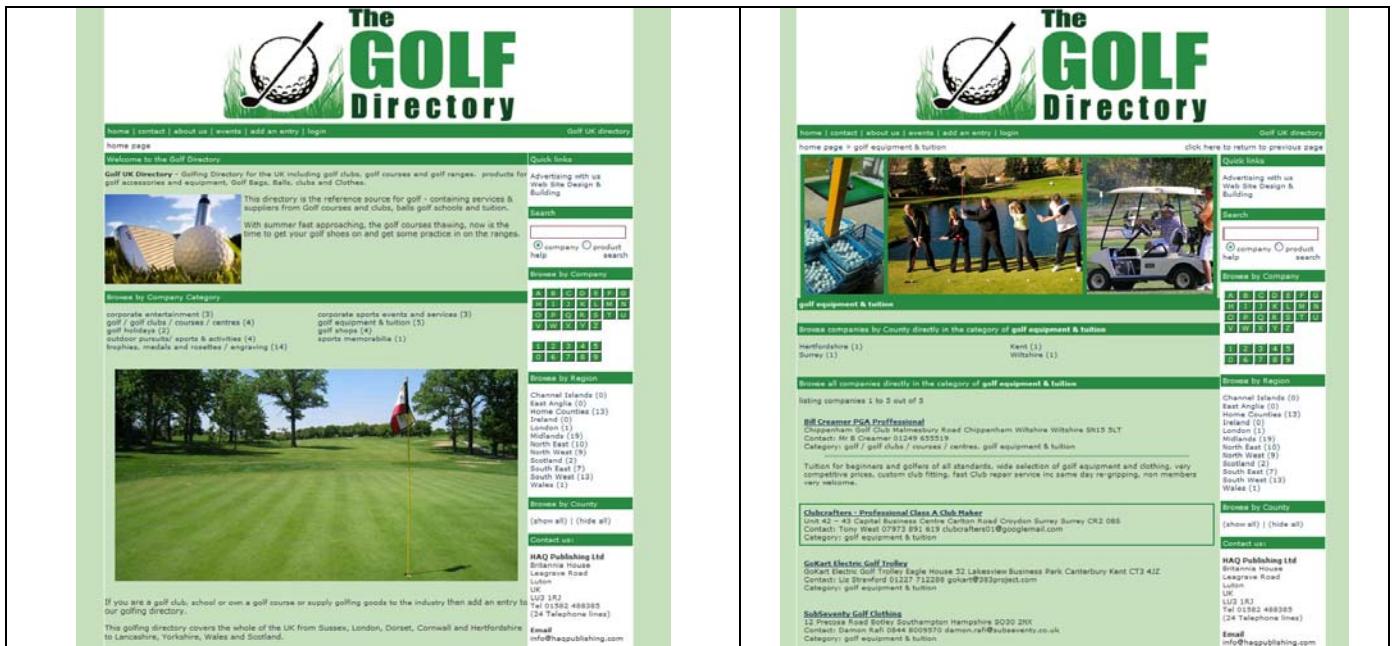 The
GOLF
Directory
home | contact | about us | events | add an entry | login
Golf UK directory
home page
Welcome to the Golf Directory
Golf UK Directory - Golfing Directory for the UK including golf clubs, golf courses and golf ranges. products for
golf accessories and equipment, Golf Bags, Balls, clubs and Clothes.
This directory is the reference source for golf - containing services &
suppliers from Golf courses and clubs, balls golf schools and tuition.
With summer fast approaching, the golf courses thawing, now is the
time to get your golf shoes on and get some practice in on the ranges.
Browse by Company Category
corporate entertainment (3)
golf / golf clubs / courses / centres (4)
golf holidays (2)
outdoor pursuits/ sports & activities (4)
trophies, medals and rosettes / engraving (14)
corporate sports events and services (3)
golf equipment & tuition (5)
golf shops (4)
sports memorabilia (1)
If you are a golf club, school or own a golf course or supply golfing goods to the industry then add an entry to
our golfing directory.
This golfing directory covers the whole of the UK from Sussex, London, Dorset, Cornwall and Hertfordshire
to Lancashire, Yorkshire, Wales and Scotland.
Quick links
Advertising with us
Web Site Design &
Building
Search
company product
help search
Browse by Company
A B C D E F G
H I J K L M N
O P Q R S T U
V W X Y Z
1 2 3 4 5
0 6 7 8 9
Browse by Region
Channel Islands (0)
East Anglia (0)
Home Counties (13)
Ireland (0)
London (1)
Midlands (19)
North East (10)
North West (9)
Scotland (2)
South East (7)
South West (13)
Wales (1)
Browse by County
(show all) | (hide all)
Contact us:
HAQ Publishing Ltd
Britannia House
Leagrave Road
Luton
UK
LU3 1RJ
Tel 01582 488385
(24 Telephone lines)
Email
info@haqpublishing.com
The
GOLF
Directory
home | contact | about us | events | add an entry | login
Golf UK directory
home page > golf equipment & tuition
click here to return to previous page
golf equipment & tuition
Browse companies by County directly in the category of golf equipment & tuition
Hertfordshire (1)
Surrey (1)
Kent (1)
Wiltshire (1)
Browse all companies directly in the category of golf equipment & tuition
listing companies 1 to 5 out of 5
Bill Creamer PGA Proffessional
Chippenham Golf Club Malmesbury Road Chippenham Wiltshire Wiltshire SN15 5LT
Contact: Mr B Creamer 01249 655519
Category: golf / golf clubs / courses / centres, golf equipment & tuition
Tuition for beginners and golfers of all standards, wide selection of golf equipment and clothing, very
competitive prices, custom club fitting, fast Club repair service inc same day re-gripping, non members
very welcome.
Clubcrafters - Professional Class A Club Maker
Unit 42 - 43 Capital Business Centre Carlton Road Croydon Surrey Surrey CR2 0BS
Contact: Tony West 07973 891 619 clubcrafters01@googlemail.com
Category: golf equipment & tuition
GoKart Electric Golf Trolley
GoKart Electric Golf Trolley Eagle House 32 Lakesview Business Park Canterbury Kent CT3 4JZ
Contact: Liz Strewford 01227 712288 gokart@383project.com
Category: golf equipment & tuition
SubSeventy Golf Clothing
12 Precosa Road Botley Southampton Hampshire SO30 2NX
Contact: Damon Rafi 0844 8009570 damon.rafi@subseventy.co.uk
Category: golf equipment & tuition
Quick links
Advertising with us
Web Site Design &
Building
Search
company product
help search
Browse by Company
A B C D E F G
H I J K L M N
O P Q R S T U
V W X Y Z
1 2 3 4 5
0 6 7 8 9
Browse by Region
Channel Islands (0)
East Anglia (0)
Home Counties (13)
Ireland (0)
London (1)
Midlands (19)
North East (10)
North West (9)
Scotland (2)
South East (7)
South West (13)
Wales (1)
Browse by County
(show all) | (hide all)
Contact us:
HAQ Publishing Ltd
Britannia House
Leagrave Road
Luton
UK
LU3 1RJ
Tel 01582 488385
(24 Telephone lines)
Email
info@haqpublishing.com